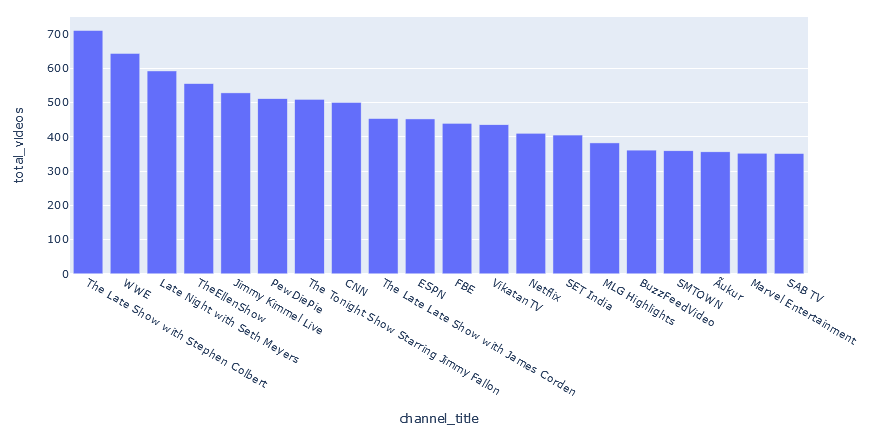 total_videos
700
600
500
400
300
200
100
0
The Late Show with Stephen Colbert
WWE
Late Night with Seth Meyers
TheEllenShow
Jimmy Kimmel Live
PewDiePie
The Tonight Show Starring Jimmy Fallon
CNN
The Late Late Show with James Corden
ESPN
FBE
VikatanTV
Netflix
SET India
MLG Highlights
BuzzFeedVideo
SMTOWN
Ãukur
Marvel Entertainment
SAB TV
channel_title